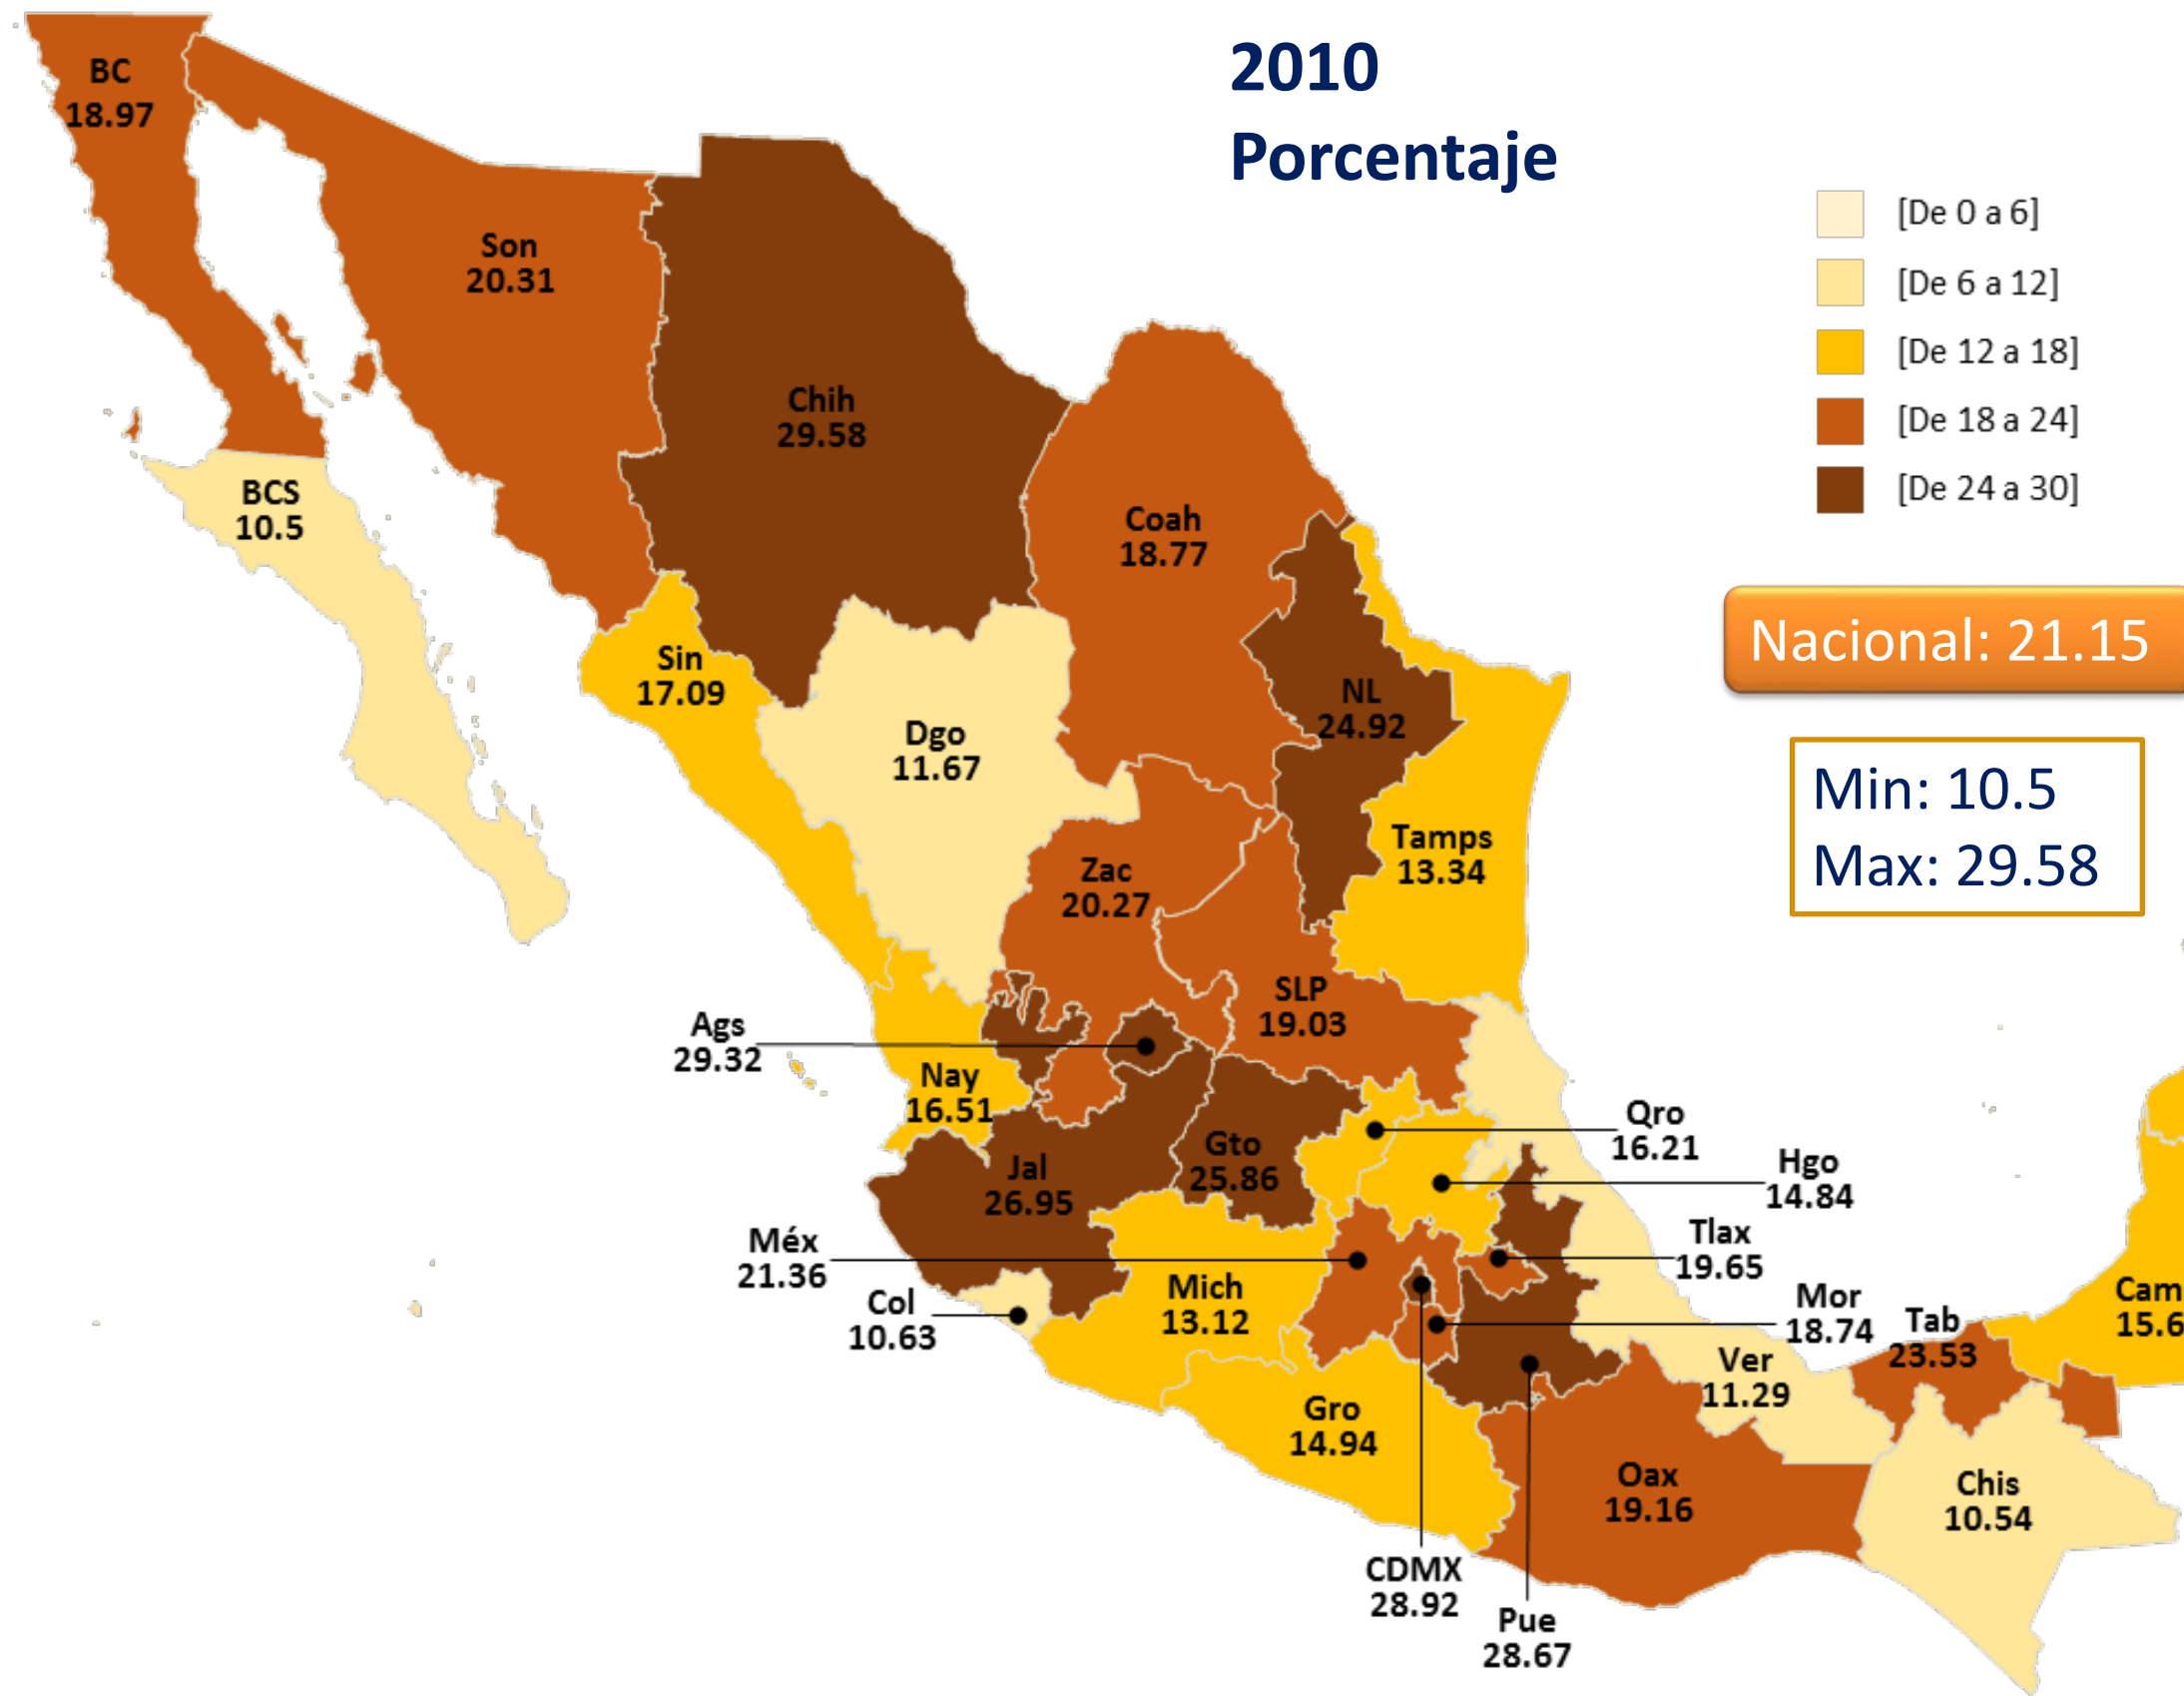 2010
Porcentaje
BC
18.97
Son
20.31
Chih
29.58
BCS
10.5
Coah
18.77
Sin
17.09
Dgo
11.67
NL
24.92
Tamps
13.34
Zac
20.27
SLP
19.03
Ags
29.32
Nay
16.51
Jal
26.95
Gto
25.86
Qro
16.21
Hgo
14.84
Tlax
19.65
Méx
21.36
Col
10.63
Mich
13.12
Mor
18.74
Tab
23.53
Cam
15.6
Ver
11.29
Gro
14.94
Oax
19.16
Chis
10.54
CDMX
28.92
Pue
28.67
[De 0 a 6]
[De 6 a 12]
[De 12 a 18]
[De 18 a 24]
[De 24 a 30]
Nacional: 21.15
Min: 10.5
Max: 29.58